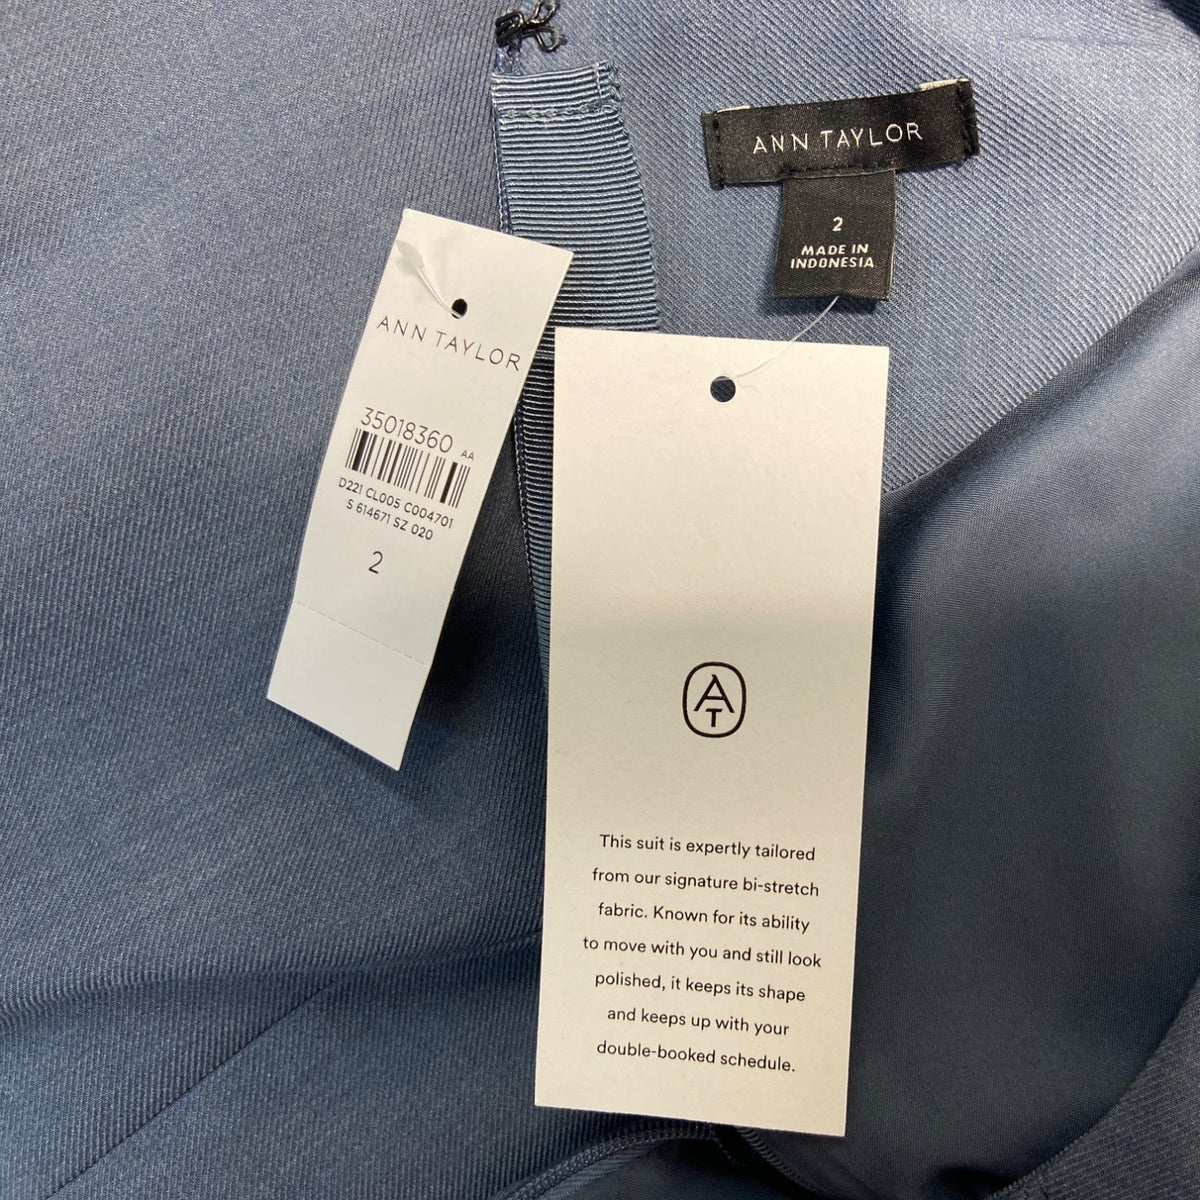 ANN TAYLOR
2
MADE IN
INDONESIA
ANN TAYLOR
35018360 AA
D221 CL005 C004701
S 614671 SZ 020
2
AT
This suit is expertly tailored
from our signature bi-stretch
fabric. Known for its ability
to move with you and still look
polished, it keeps its shape
and keeps up with your
double-booked schedule.